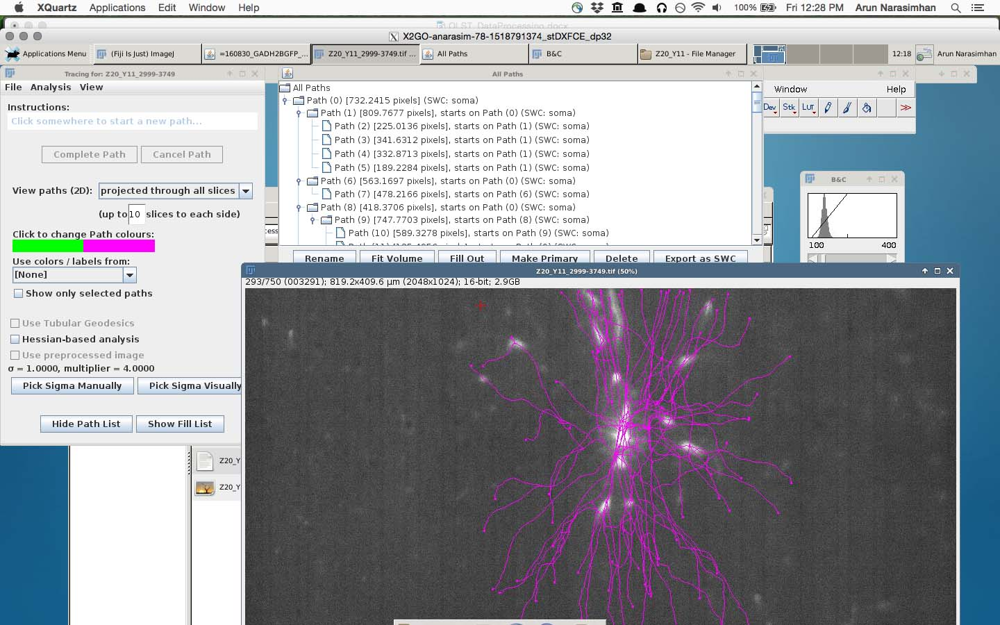 XQuartz Applications Edit Window Help 100% Fri 12:28 PM Arun Narasimhan
OLST_DataProcessing.docx
X2GO-anarasim-78-1518791374_stDXFCE_dp32
Applications Menu (Fiji Is Just) ImageJ =160830_GADH2BGFP_... Z20_Y11_2999-3749.tif ... All Paths B&C Z20_Y11 - File Manager 12:18 Arun Narasimhan
Tracing for: Z20_Y11_2999-3749
File Analysis View
Instructions:
Click somewhere to start a new path...
Complete Path Cancel Path
View paths (2D): projected through all slices
(up to 10 slices to each side)
Click to change Path colours:
Use colors / labels from:
[None]
Show only selected paths
Use Tubular Geodesics
Hessian-based analysis
Use preprocessed image
σ = 1.0000, multiplier = 4.0000
Pick Sigma Manually Pick Sigma Visually
Hide Path List Show Fill List
Z20_Y
Z20_Y
All Paths
All Paths
Path (0) [732.2415 pixels] (SWC: soma)
Path (1) [809.7677 pixels], starts on Path (0) (SWC: soma)
Path (2) [225.0136 pixels], starts on Path (1) (SWC: soma)
Path (3) [341.6312 pixels], starts on Path (1) (SWC: soma)
Path (4) [332.8713 pixels], starts on Path (1) (SWC: soma)
Path (5) [189.2284 pixels], starts on Path (1) (SWC: soma)
Path (6) [563.1697 pixels], starts on Path (0) (SWC: soma)
Path (7) [478.2166 pixels], starts on Path (6) (SWC: soma)
Path (8) [418.3706 pixels], starts on Path (0) (SWC: soma)
Path (9) [747.7703 pixels], starts on Path (8) (SWC: soma)
Path (10) [589.3278 pixels], starts on Path (9) (SWC: soma)
Rename Fit Volume Fill Out Make Primary Delete Export as SWC
cess
Window Help
Dev Stk LUT >>
B&C
100 400
Z20_Y11_2999-3749.tif (50%)
293/750 (003291); 819.2x409.6 µm (2048x1024); 16-bit; 2.9GB